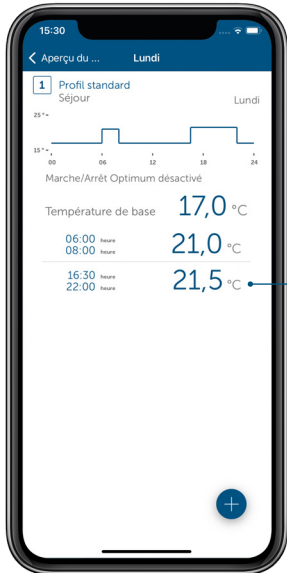 15:30
Aperçu du ... Lundi
1 Profil standard
Séjour Lundi
25 °-
15 °-
00 06 12 18 24
Marche/Arrêt Optimum désactivé
Température de base 17,0 °C
06:00 heure
08:00 heure
21,0 °C
16:30 heure
22:00 heure
21,5 °C